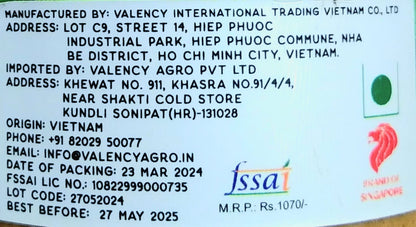 MANUFACTURED BY: VALENCY INTERNATIONAL TRADING VIETNAM CO., LTD
ADDRESS: LOT C9, STREET 14, HIEP PHUOC
INDUSTRIAL PARK, HIEP PHUOC COMMUNE, NHA
BE DISTRICT, HO CHI MINH CITY, VIETNAM.
IMPORTED BY: VALENCY AGRO PVT LTD
ADDRESS: KHEWAT NO. 911, KHASRA NO.91/4/4,
NEAR SHAKTI COLD STORE
KUNDLI SONIPAT(HR)-131028
ORIGIN: VIETNAM
PHONE: +91 82029 50077
EMAIL: INFO@VALENCYAGRO.IN
DATE OF PACKING: 23 MAR 2024
FSSAI LIC NO.: 10822999000735
LOT CODE: 27052024
BEST BEFORE: 27 MAY 2025
fssai
M.R.P.: Rs.1070/-
BRAND OF
SINGAPORE